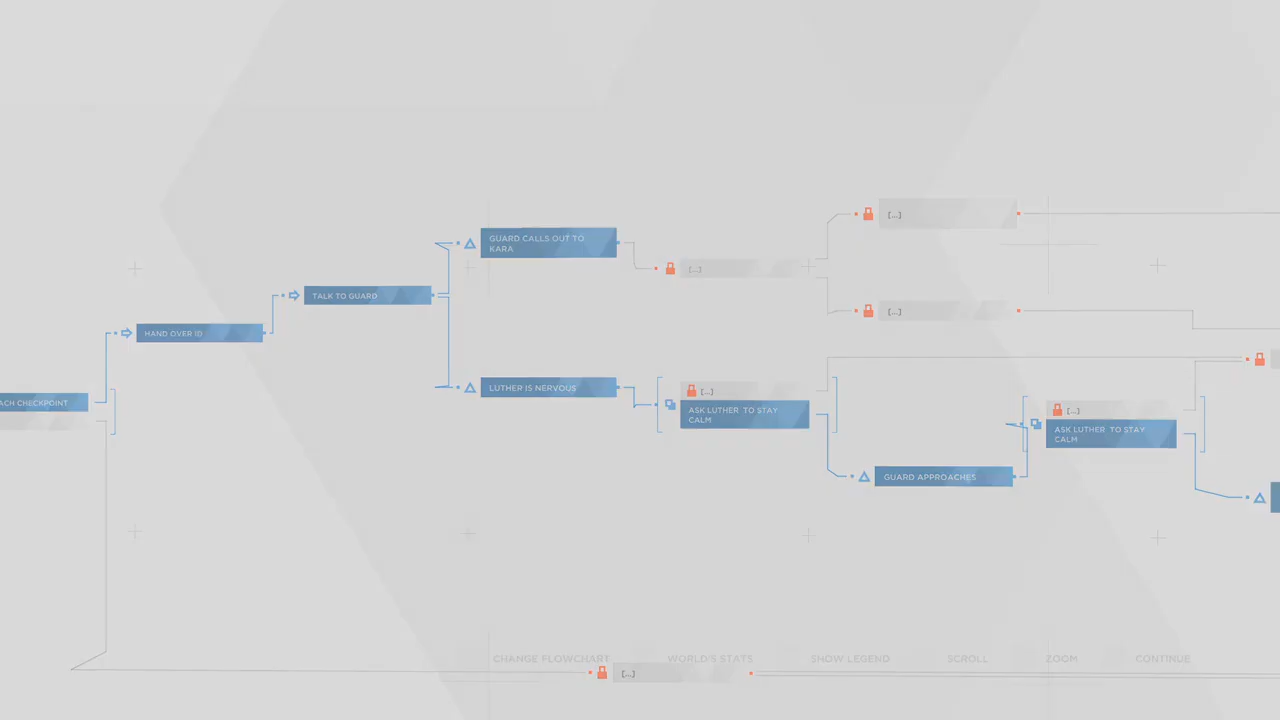 [...]
GUARD CALLS OUT TO
KARA
[...]
TALK TO GUARD
[...]
HAND OVER ID
LUTHER IS NERVOUS
[...]
ASK LUTHER TO STAY
CALM
ACH CHECKPOINT
[...]
ASK LUTHER TO STAY
CALM
GUARD APPROACHES
CHANGE FLOWCHART
WORLD'S STATS
SHOW LEGEND
SCROLL
ZOOM
CONTINUE
[...]